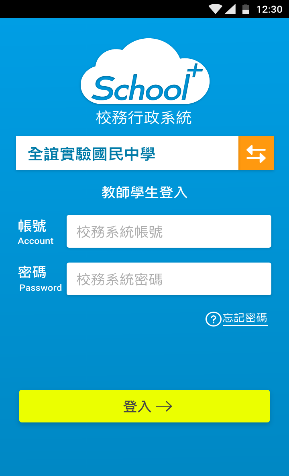 12:30
School+
校務行政系統
全誼實驗國民中學
教師學生登入
帳號
Account
校務系統帳號
密碼
Password
校務系統密碼
?忘記密碼
登入 →